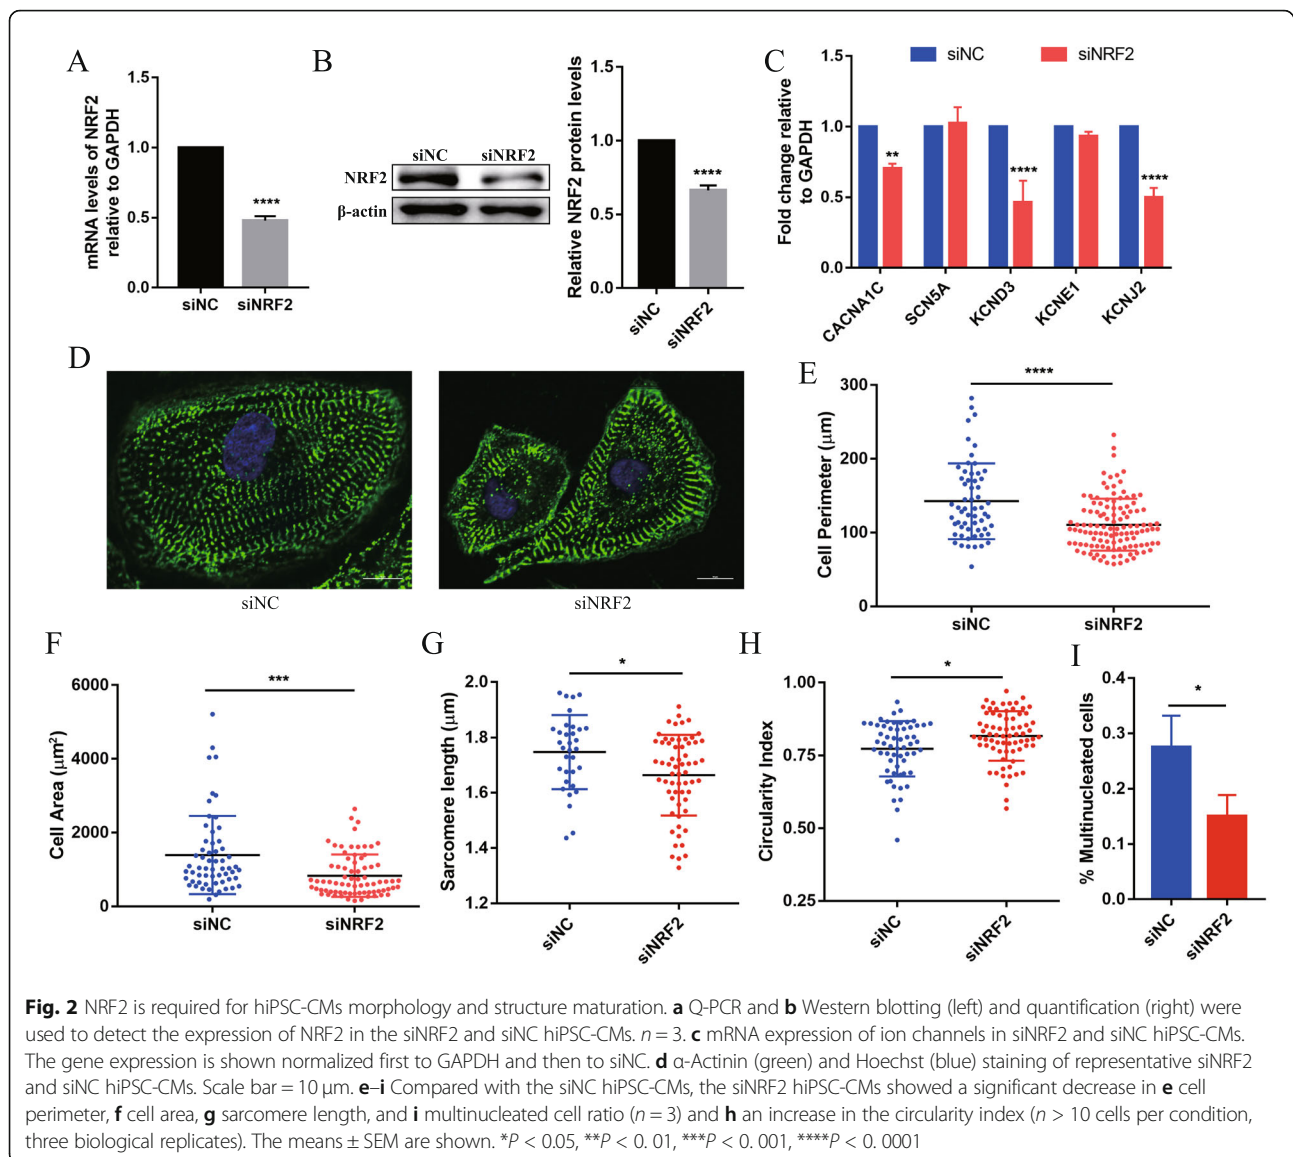 A
mRNA levels of NRF2
relative to GAPDH
1.5
1.0
0.5
0.0
****
siNC
siNRF2
B
siNC
siNRF2
NRF2
β-actin
Relative NRF2 protein levels
1.5
1.0
0.5
0.0
****
siNC
siNRF2
C
siNC
siNRF2
Fold change relative
to GAPDH
1.5
1.0
0.5
0.0
**
****
****
CACNA1C
SCN5A
KCND3
KCNE1
KCNJ2
D
siNC
siNRF2
E
Cell Perimeter (μm)
300
200
100
0
****
siNC
siNRF2
F
Cell Area (μm²)
6000
4000
2000
0
***
siNC
siNRF2
G
Sarcomere length (μm)
2.0
1.8
1.6
1.4
1.2
*
siNC
siNRF2
H
Circularity Index
1.00
0.75
0.50
0.25
*
siNC
siNRF2
I
% Multinucleated cells
0.4
0.3
0.2
0.1
0.0
*
siNC
siNRF2
Fig. 2 NRF2 is required for hiPSC-CMs morphology and structure maturation. a Q-PCR and b Western blotting (left) and quantification (right) were
used to detect the expression of NRF2 in the siNRF2 and siNC hiPSC-CMs. n = 3. c mRNA expression of ion channels in siNRF2 and siNC hiPSC-CMs.
The gene expression is shown normalized first to GAPDH and then to siNC. d α-Actinin (green) and Hoechst (blue) staining of representative siNRF2
and siNC hiPSC-CMs. Scale bar = 10 μm. e–i Compared with the siNC hiPSC-CMs, the siNRF2 hiPSC-CMs showed a significant decrease in e cell
perimeter, f cell area, g sarcomere length, and i multinucleated cell ratio (n = 3) and h an increase in the circularity index (n > 10 cells per condition,
three biological replicates). The means ± SEM are shown. *P < 0.05, **P < 0. 01, ***P < 0. 001, ****P < 0. 0001